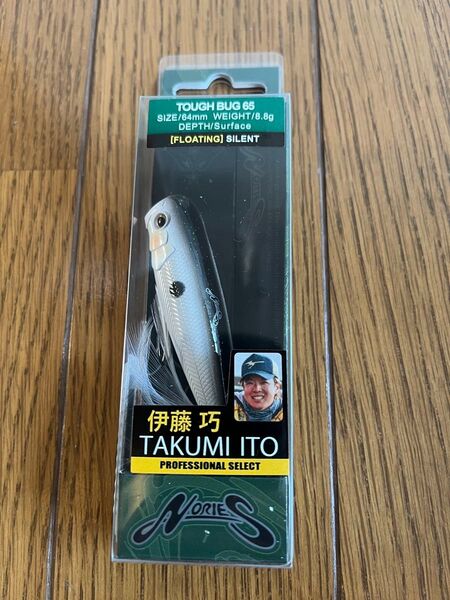 TOUGH BUG 65
SIZE/64mm WEIGHT/8.8g
DEPTH/Surface
[FLOATING] SILENT
伊藤 巧
TAKUMI ITO
PROFESSIONAL SELECT
NORIES